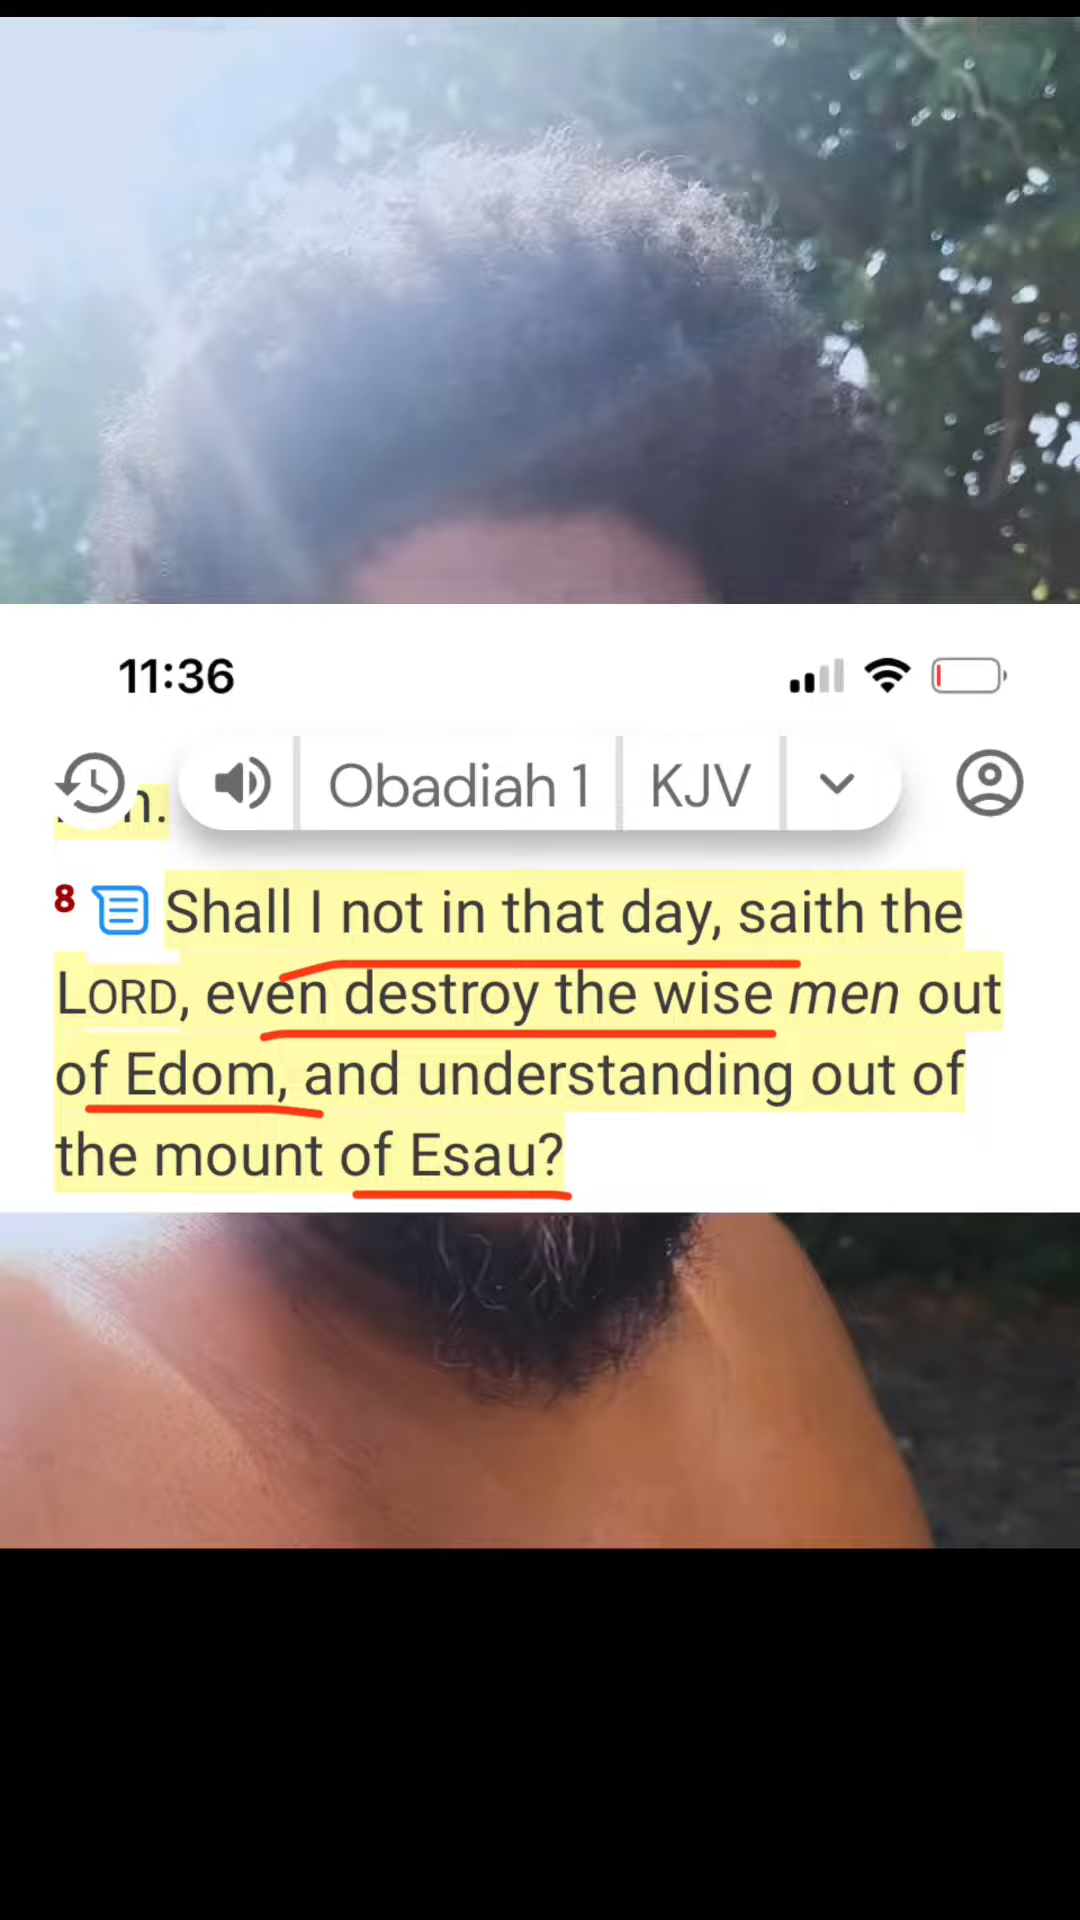 11:36
Obadiah 1 KJV
n.
8 Shall I not in that day, saith the
LORD, even destroy the wise men out
of Edom, and understanding out of
the mount of Esau?